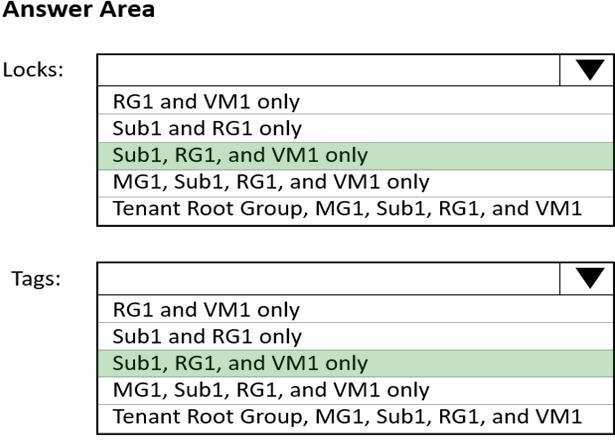 Answer Area
Locks:
RG1 and VM1 only
Sub1 and RG1 only
Sub1, RG1, and VM1 only
MG1, Sub1, RG1, and VM1 only
Tenant Root Group, MG1, Sub1, RG1, and VM1
Tags:
RG1 and VM1 only
Sub1 and RG1 only
Sub1, RG1, and VM1 only
MG1, Sub1, RG1, and VM1 only
Tenant Root Group, MG1, Sub1, RG1, and VM1